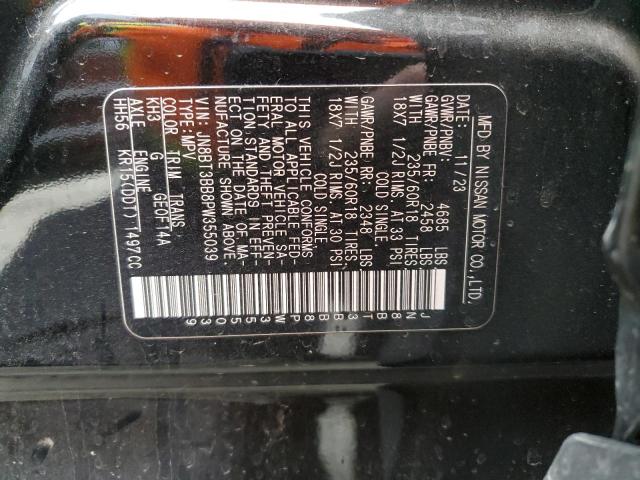 MFD BY NISSAN MOTOR CO.,LTD.
DATE: 11/23
GVWR/PNBV: 4685 LBS
GAWR/PNBE FR: 2458 LBS
WITH 235/60R18 TIRES
18X7 1/2J RIMS, AT 33 PSI
COLD SINGLE
GAWR/PNBE RR: 2348 LBS
WITH 235/60R18 TIRES
18X7 1/2J RIMS, AT 30 PSI
COLD SINGLE
THIS VEHICLE CONFORMS
TO ALL APPLICABLE FED-
ERAL MOTOR VEHICLE SA-
FETY AND THEFT PREVEN-
TION STANDARDS IN EFF-
ECT ON THE DATE OF MA-
NUFACTURE SHOWN ABOVE.
VIN: JN8BT3BB8PW355039
TYPE: MPV
COLOR TRIM TRANS
KH3 G GE0F14A
AXLE ENGINE
HH56 KR15(DDT) 1497CC
JN8BT3BB8PW355039